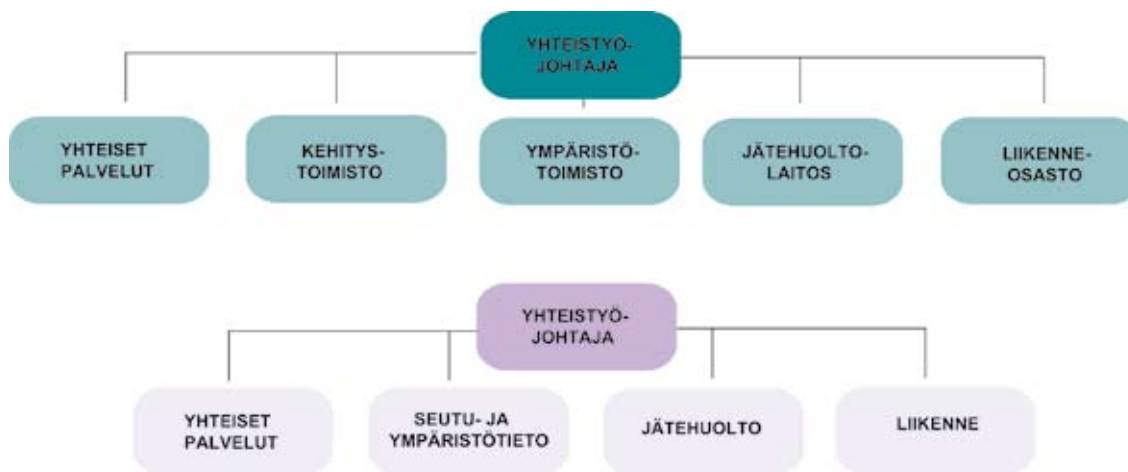 YHTEISTYÖ-
JOHTAJA
YHTEISET
PALVELUT
KEHITYS-
TOIMISTO
YMPÄRISTÖ-
TOIMISTO
JÄTEHUOLTO-
LAITOS
LIIKENNE-
OSASTO
YHTEISTYÖ-
JOHTAJA
YHTEISET
PALVELUT
SEUTU- JA
YMPÄRISTÖTIETO
JÄTEHUOLTO
LIIKENNE